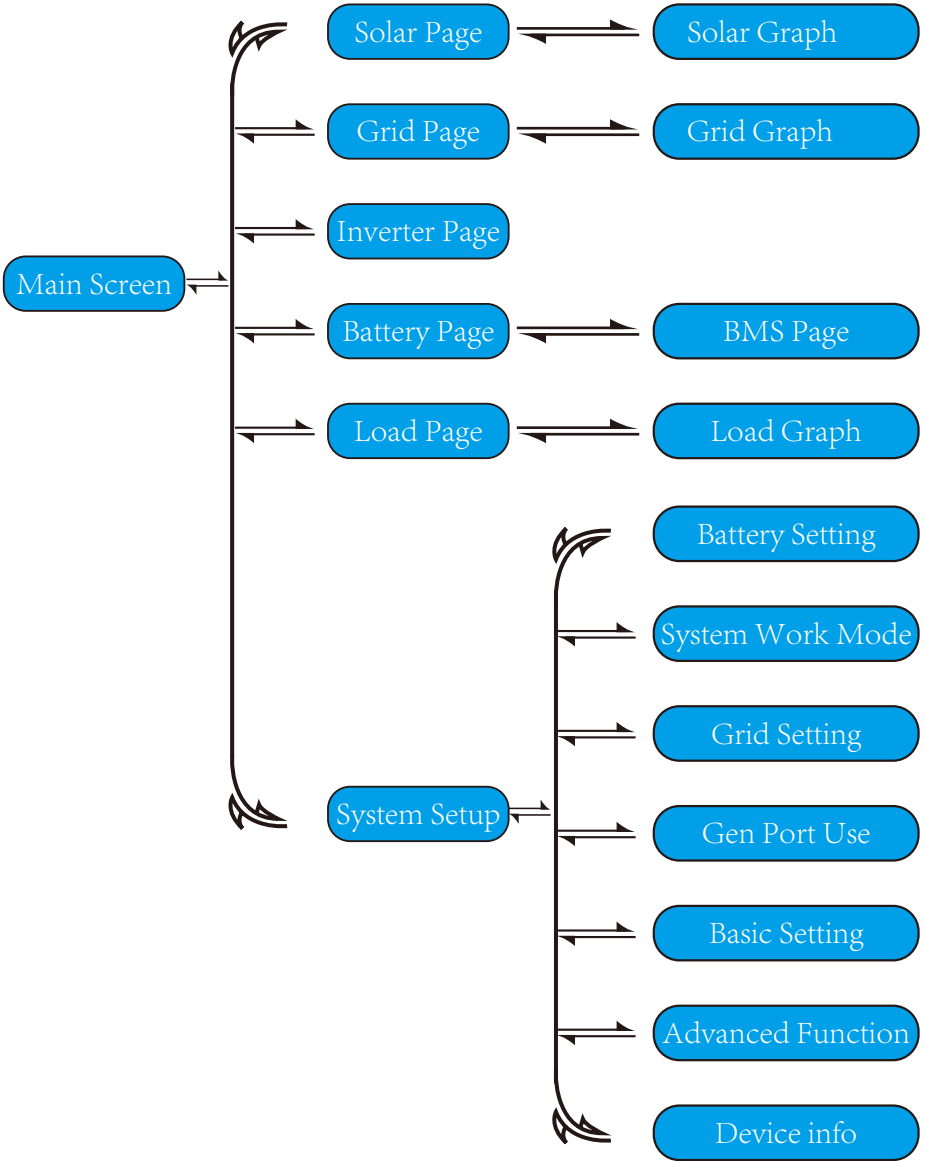 Solar Page
Solar Graph
Grid Page
Grid Graph
Inverter Page
Main Screen
Battery Page
BMS Page
Load Page
Load Graph
Battery Setting
System Work Mode
Grid Setting
System Setup
Gen Port Use
Basic Setting
Advanced Function
Device info